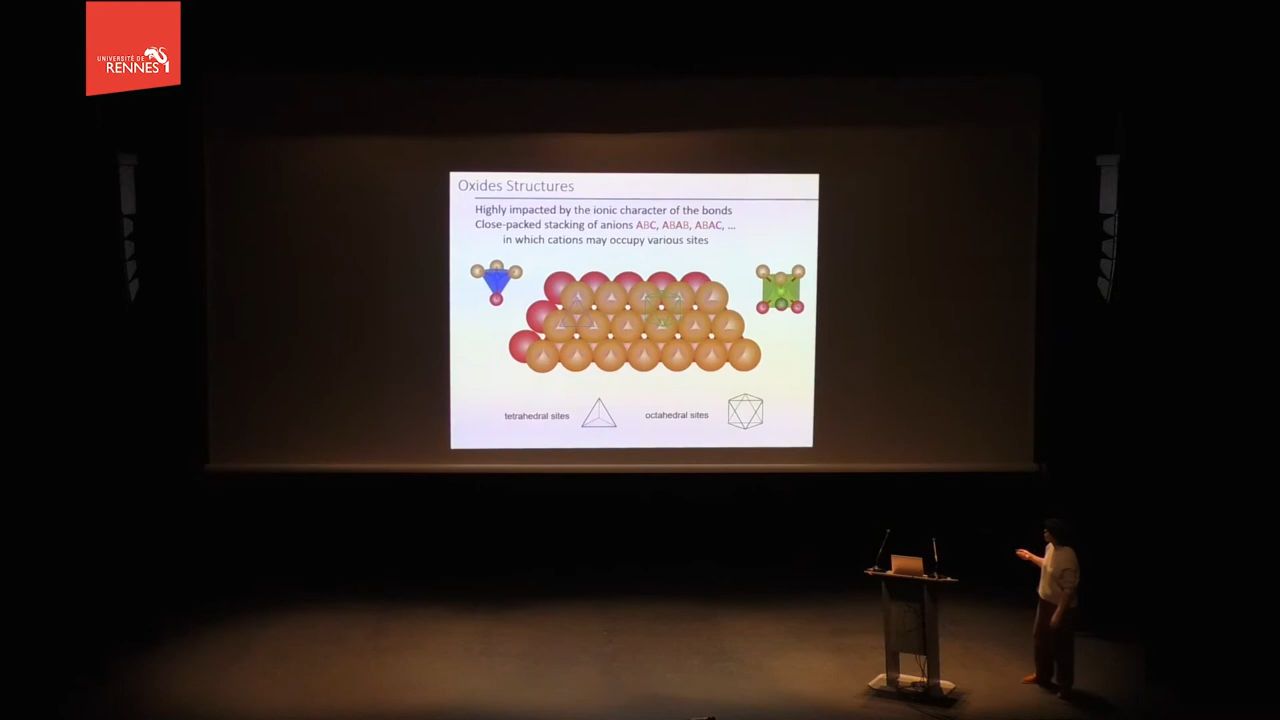 UNIVERSITÉ DE
RENNES 1
Oxides Structures
Highly impacted by the ionic character of the bonds
Close-packed stacking of anions ABC, ABAB, ABAC, ...
in which cations may occupy various sites
tetrahedral sites
octahedral sites